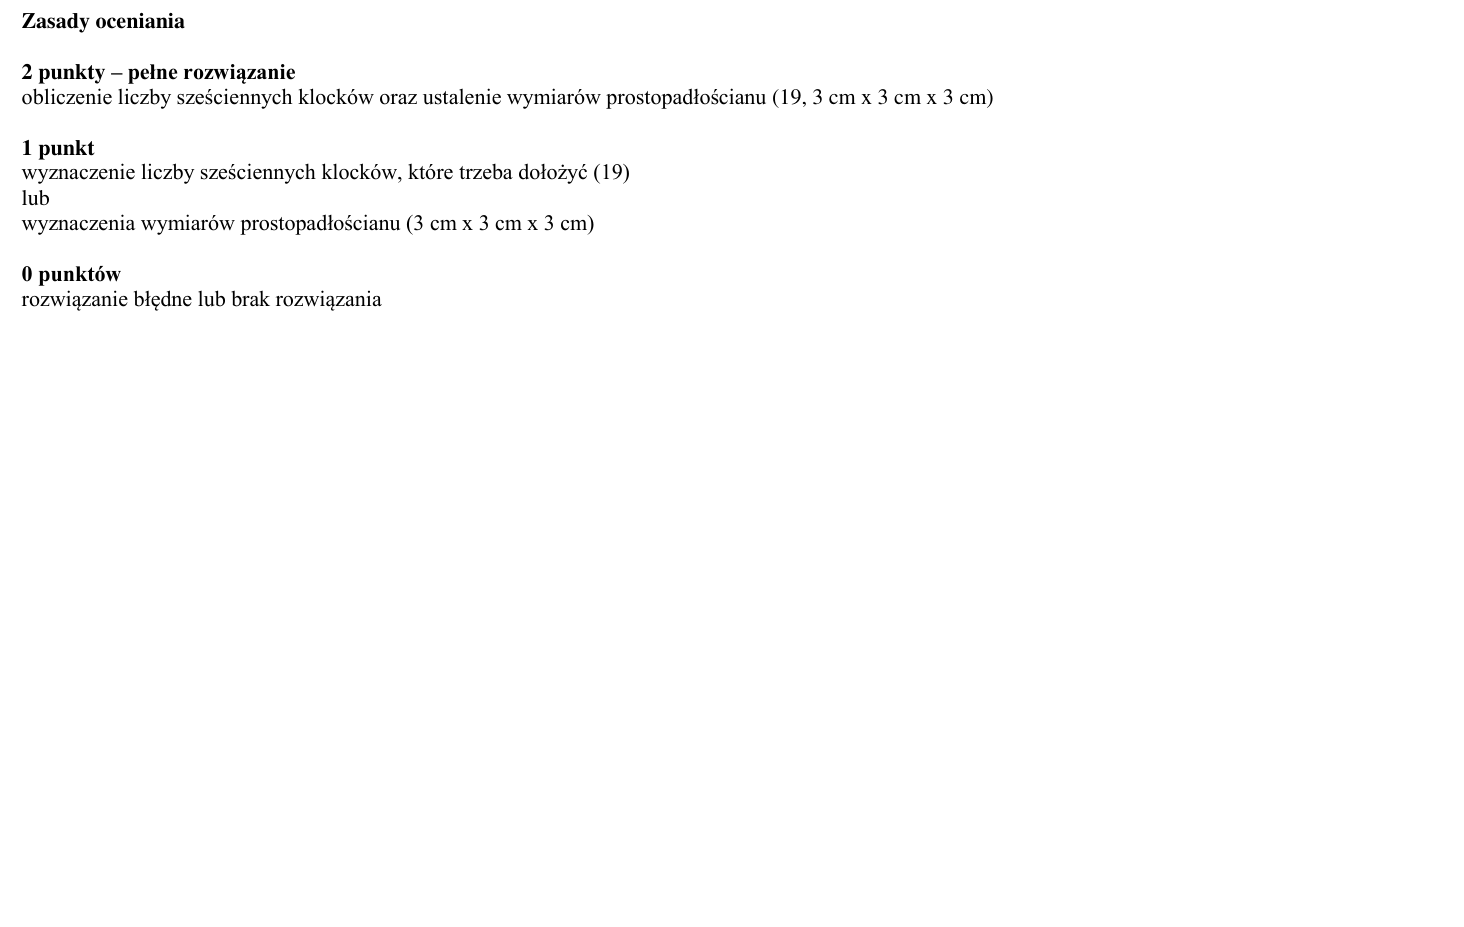 Zasady oceniania
2 punkty – pełne rozwiązanie
obliczenie liczby sześciennych klocków oraz ustalenie wymiarów prostopadłościanu (19, 3 cm x 3 cm x 3 cm)
1 punkt
wyznaczenie liczby sześciennych klocków, które trzeba dołożyć (19)
lub
wyznaczenia wymiarów prostopadłościanu (3 cm x 3 cm x 3 cm)
0 punktów
rozwiązanie błędne lub brak rozwiązania